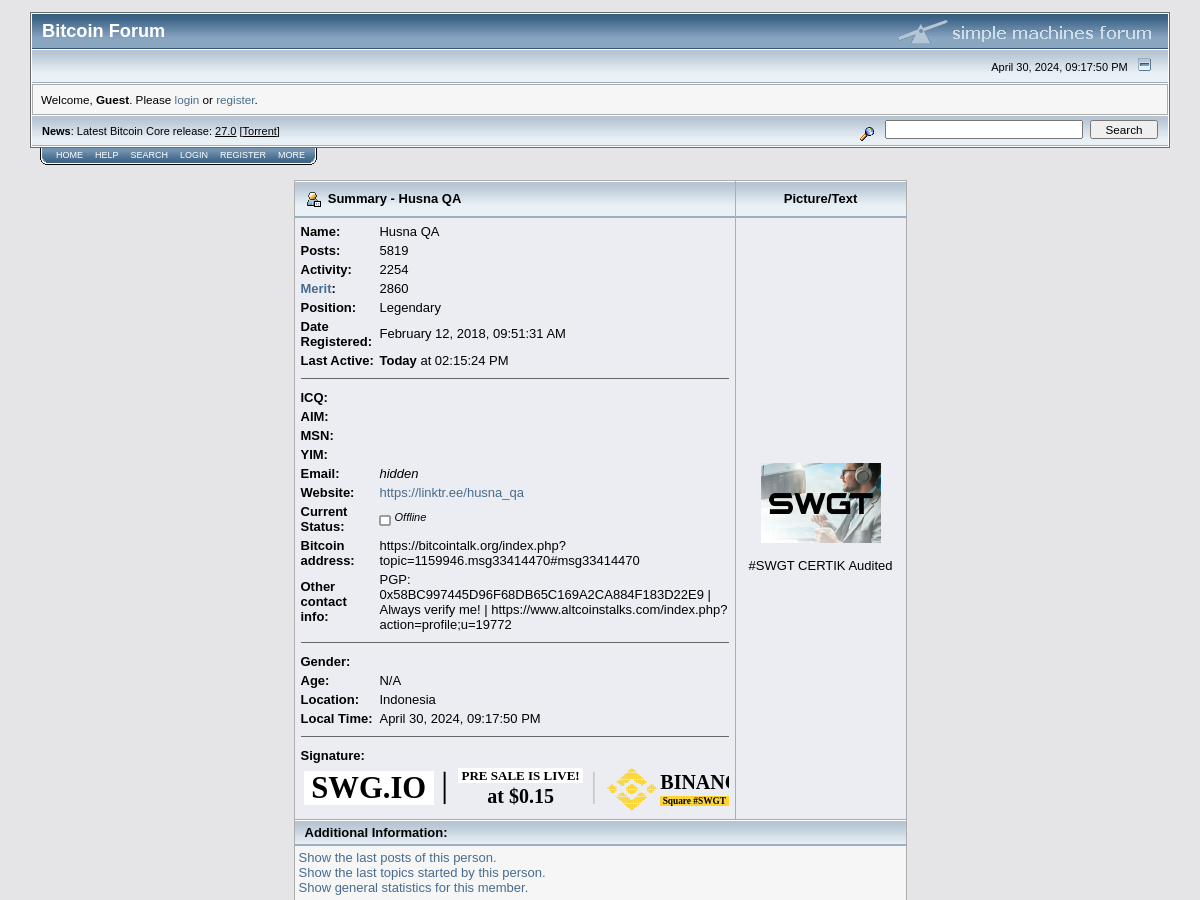 Bitcoin Forum
simple machines forum
April 30, 2024, 09:17:50 PM
Welcome, Guest. Please login or register.
News: Latest Bitcoin Core release: 27.0 [Torrent]
Search
HOME HELP SEARCH LOGIN REGISTER MORE
Summary - Husna QA
Picture/Text
Name: Husna QA
Posts: 5819
Activity: 2254
Merit: 2860
Position: Legendary
Date
Registered: February 12, 2018, 09:51:31 AM
Last Active: Today at 02:15:24 PM
ICQ:
AIM:
MSN:
YIM:
Email: hidden
Website: https://linktr.ee/husna_qa
Current
Status: Offline
Bitcoin
address: https://bitcointalk.org/index.php?
topic=1159946.msg33414470#msg33414470
Other
contact
info:
PGP:
0x58BC997445D96F68DB65C169A2CA884F183D22E9 |
Always verify me! | https://www.altcoinstalks.com/index.php?
action=profile;u=19772
SWGT
#SWGT CERTIK Audited
Gender:
Age: N/A
Location: Indonesia
Local Time: April 30, 2024, 09:17:50 PM
Signature:
SWG.IO
PRE SALE IS LIVE!
at $0.15
BINANC
Square #SWGT
Additional Information:
Show the last posts of this person.
Show the last topics started by this person.
Show general statistics for this member.